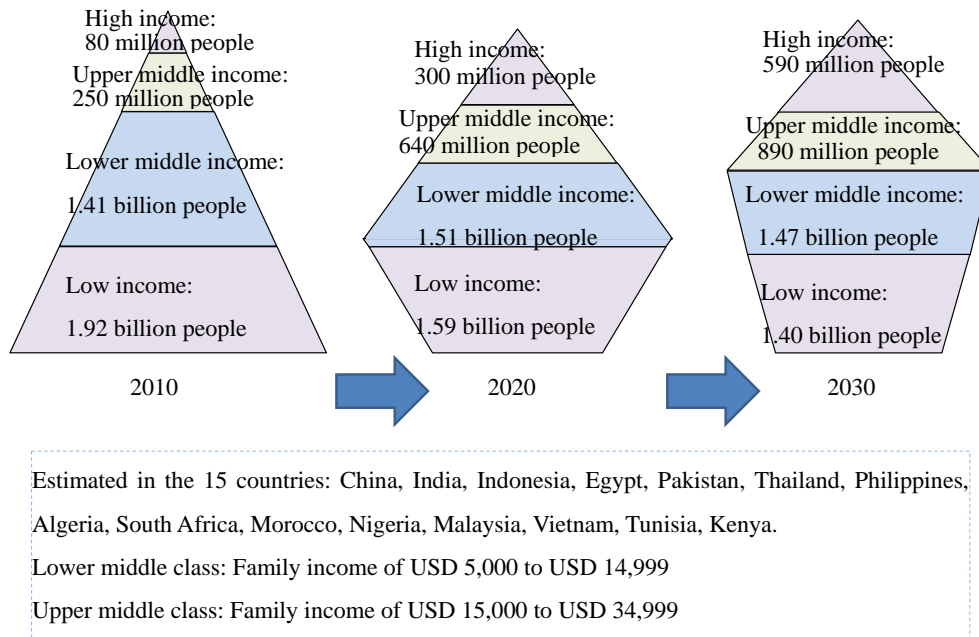 High income:
80 million people
Upper middle income:
250 million people
Lower middle income:
1.41 billion people
Low income:
1.92 billion people
2010
High income:
300 million people
Upper middle income:
640 million people
Lower middle income:
1.51 billion people
Low income:
1.59 billion people
2020
High income:
590 million people
Upper middle income:
890 million people
Lower middle income:
1.47 billion people
Low income:
1.40 billion people
2030
Estimated in the 15 countries: China, India, Indonesia, Egypt, Pakistan, Thailand, Philippines,
Algeria, South Africa, Morocco, Nigeria, Malaysia, Vietnam, Tunisia, Kenya.
Lower middle class: Family income of USD 5,000 to USD 14,999
Upper middle class: Family income of USD 15,000 to USD 34,999